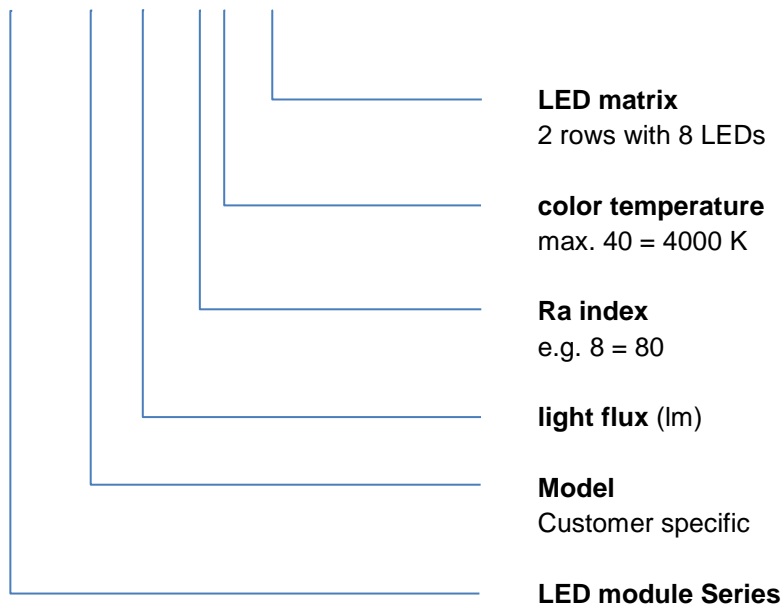 LED matrix
2 rows with 8 LEDs
color temperature
max. 40 = 4000 K
Ra index
e.g. 8 = 80
light flux (lm)
Model
Customer specific
LED module Series